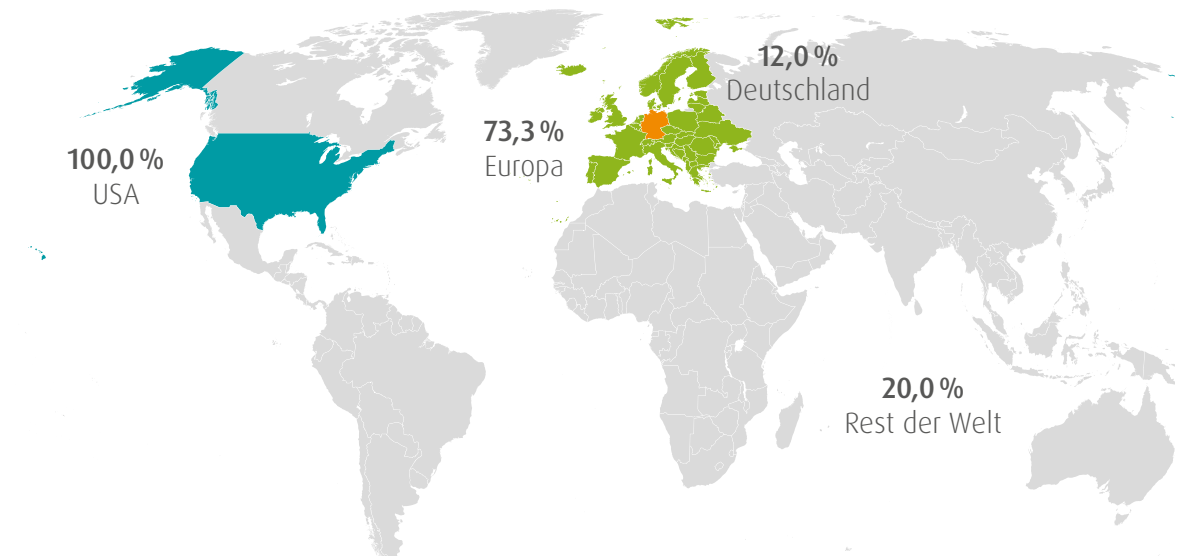 12,0 %
Deutschland
73,3 %
Europa
100,0 %
USA
20,0 %
Rest der Welt